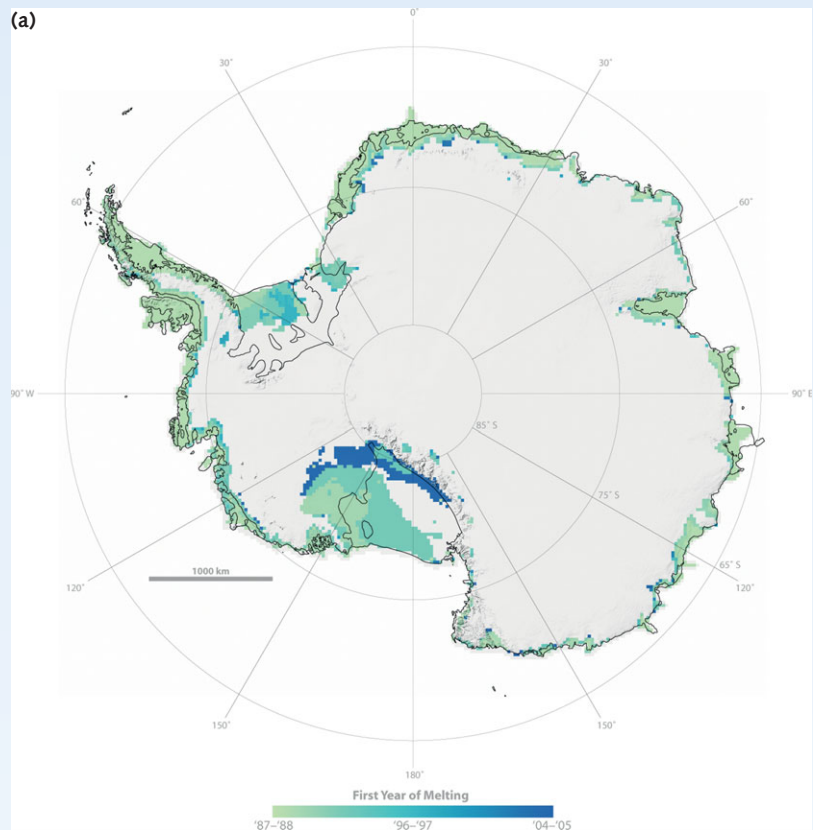 (a)
0˚
30˚
30˚
60˚
60˚
90˚ W
90˚ E
85˚ S
75˚ S
1000 km
65˚ S
120˚
120˚
150˚
150˚
180˚
First Year of Melting
'87–'88
'96–'97
'04–'05